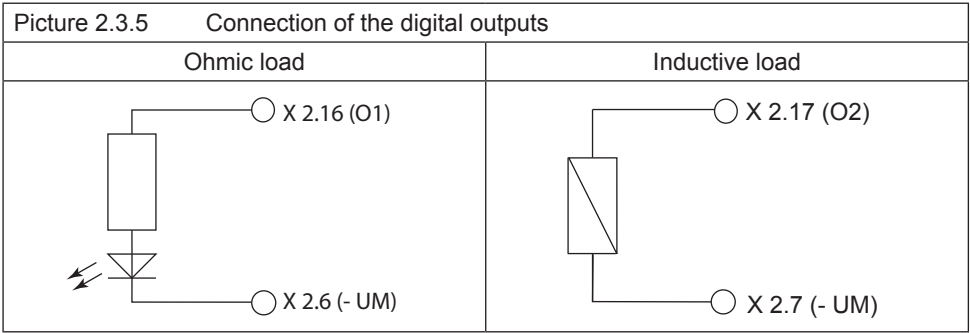 Picture 2.3.5 Connection of the digital outputs
Ohmic load
Inductive load
X 2.16 (O1)
X 2.6 (- UM)
X 2.17 (O2)
X 2.7 (- UM)